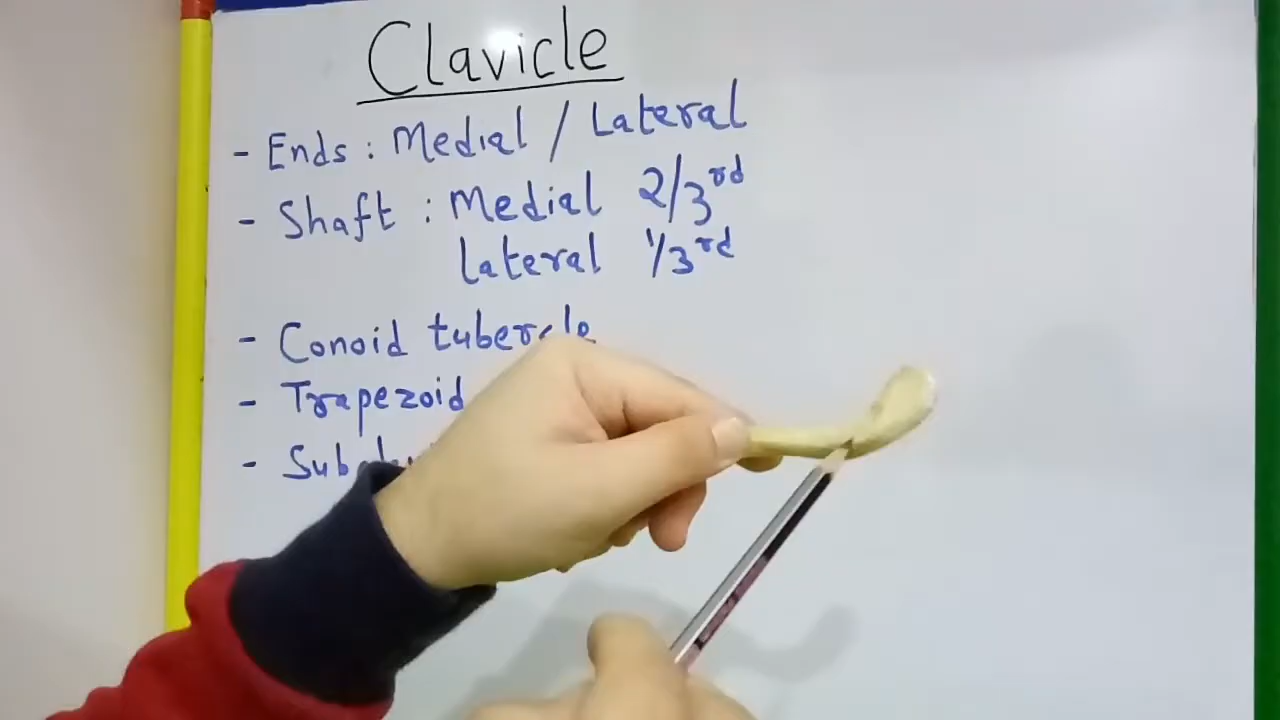 Clavicle
- Ends : Medial / Lateral
- Shaft : Medial 2/3rd
lateral 1/3rd
- Conoid tubercle
- Trapezoid
-